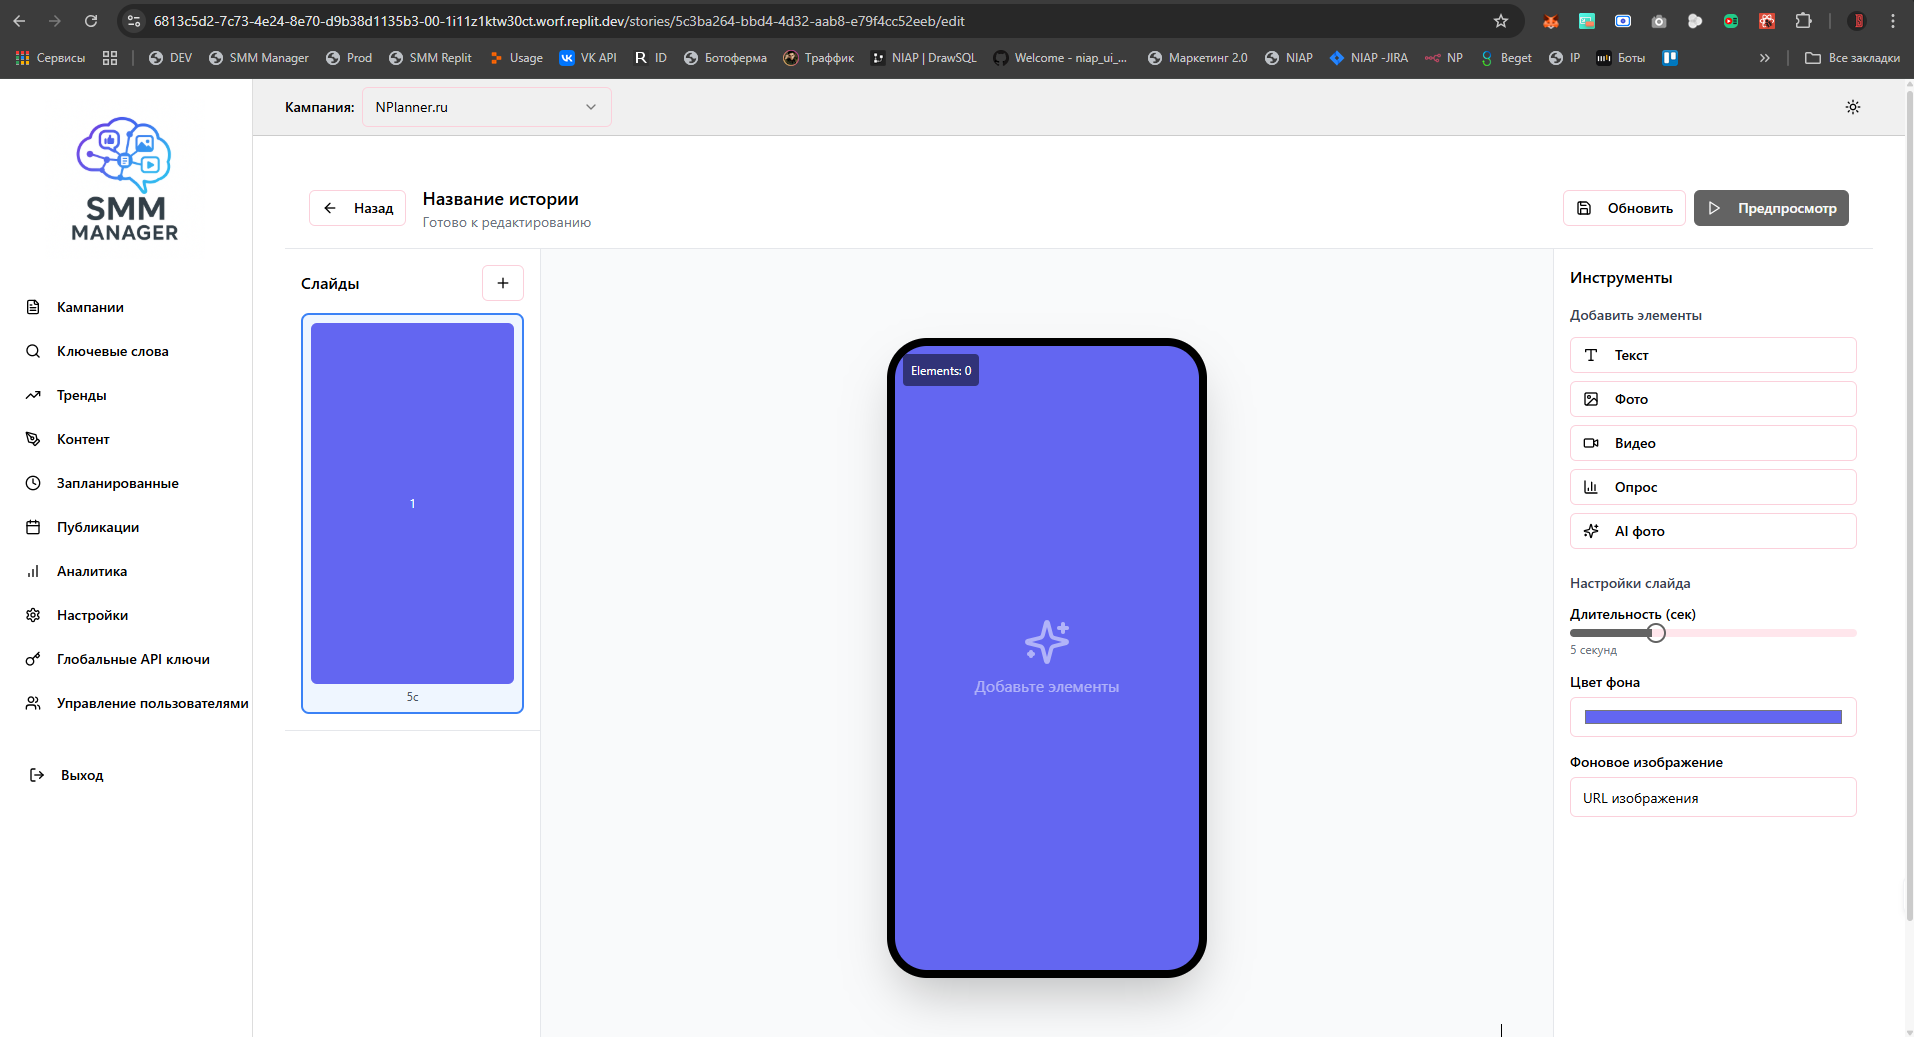 6813c5d2-7c73-4e24-8e70-d9b38d1135b3-00-1i11z1ktw30ct.worf.replit.dev/stories/5c3ba264-bbd4-4d32-aab8-e79f4cc52eeb/edit
Сервисы DEV SMM Manager Prod SMM Replit Usage VK API ID Ботоферма Траффик NIAP | DrawSQL Welcome - niap_ui_... Маркетинг 2.0 NIAP NIAP -JIRA NP Beget IP Боты » Все закладки
Кампания: NPlanner.ru
SMM
MANAGER
Кампании
Ключевые слова
Тренды
Контент
Запланированные
Публикации
Аналитика
Настройки
Глобальные API ключи
Управление пользователями
Выход
Назад
Название истории
Готово к редактированию
Обновить
Предпросмотр
Слайды
+
1
5с
Elements: 0
Добавьте элементы
Инструменты
Добавить элементы
Текст
Фото
Видео
Опрос
AI фото
Настройки слайда
Длительность (сек)
5 секунд
Цвет фона
Фоновое изображение
URL изображения